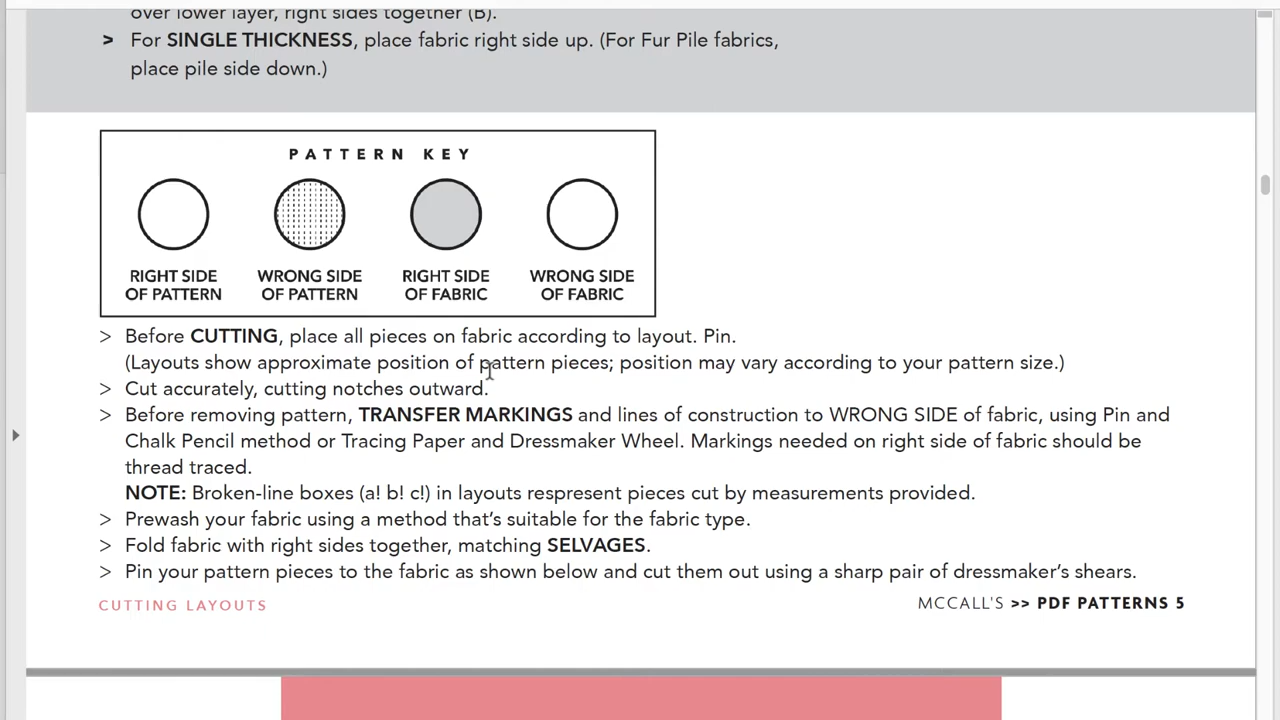 over lower layer, right sides together (B).
> For SINGLE THICKNESS, place fabric right side up. (For Fur Pile fabrics,
place pile side down.)
PATTERN KEY
RIGHT SIDE OF PATTERN
WRONG SIDE OF PATTERN
RIGHT SIDE OF FABRIC
WRONG SIDE OF FABRIC
> Before CUTTING, place all pieces on fabric according to layout. Pin.
(Layouts show approximate position of pattern pieces; position may vary according to your pattern size.)
> Cut accurately, cutting notches outward.
> Before removing pattern, TRANSFER MARKINGS and lines of construction to WRONG SIDE of fabric, using Pin and
Chalk Pencil method or Tracing Paper and Dressmaker Wheel. Markings needed on right side of fabric should be
thread traced.
NOTE: Broken-line boxes (a! b! c!) in layouts respresent pieces cut by measurements provided.
> Prewash your fabric using a method that's suitable for the fabric type.
> Fold fabric with right sides together, matching SELVAGES.
> Pin your pattern pieces to the fabric as shown below and cut them out using a sharp pair of dressmaker's shears.
CUTTING LAYOUTS
MCCALL'S >> PDF PATTERNS 5